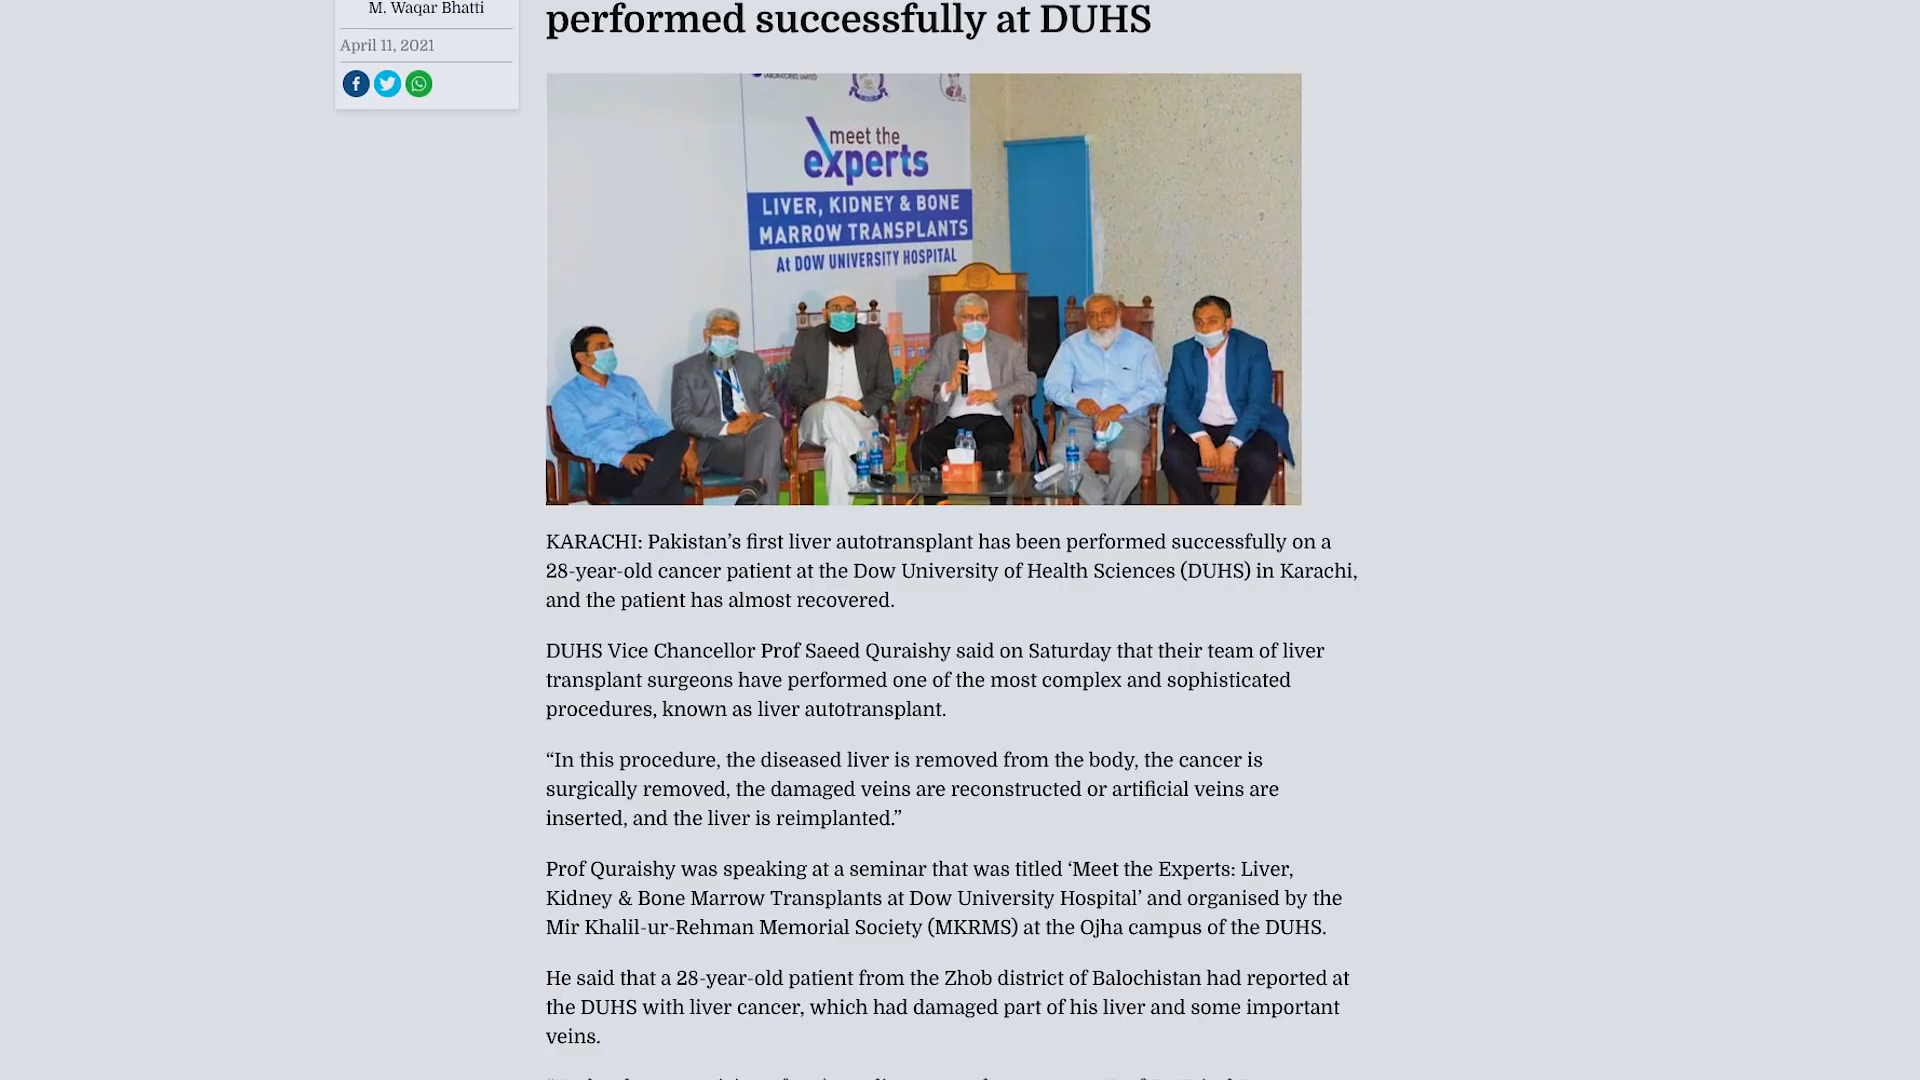 M. Waqar Bhatti
April 11, 2021
performed successfully at DUHS
meet the
experts
LIVER, KIDNEY & BONE
MARROW TRANSPLANTS
At DOW UNIVERSITY HOSPITAL
KARACHI: Pakistan’s first liver autotransplant has been performed successfully on a
28-year-old cancer patient at the Dow University of Health Sciences (DUHS) in Karachi,
and the patient has almost recovered.
DUHS Vice Chancellor Prof Saeed Quraishy said on Saturday that their team of liver
transplant surgeons have performed one of the most complex and sophisticated
procedures, known as liver autotransplant.
“In this procedure, the diseased liver is removed from the body, the cancer is
surgically removed, the damaged veins are reconstructed or artificial veins are
inserted, and the liver is reimplanted.”
Prof Quraishy was speaking at a seminar that was titled ‘Meet the Experts: Liver,
Kidney & Bone Marrow Transplants at Dow University Hospital’ and organised by the
Mir Khalil-ur-Rehman Memorial Society (MKRMS) at the Ojha campus of the DUHS.
He said that a 28-year-old patient from the Zhob district of Balochistan had reported at
the DUHS with liver cancer, which had damaged part of his liver and some important
veins.